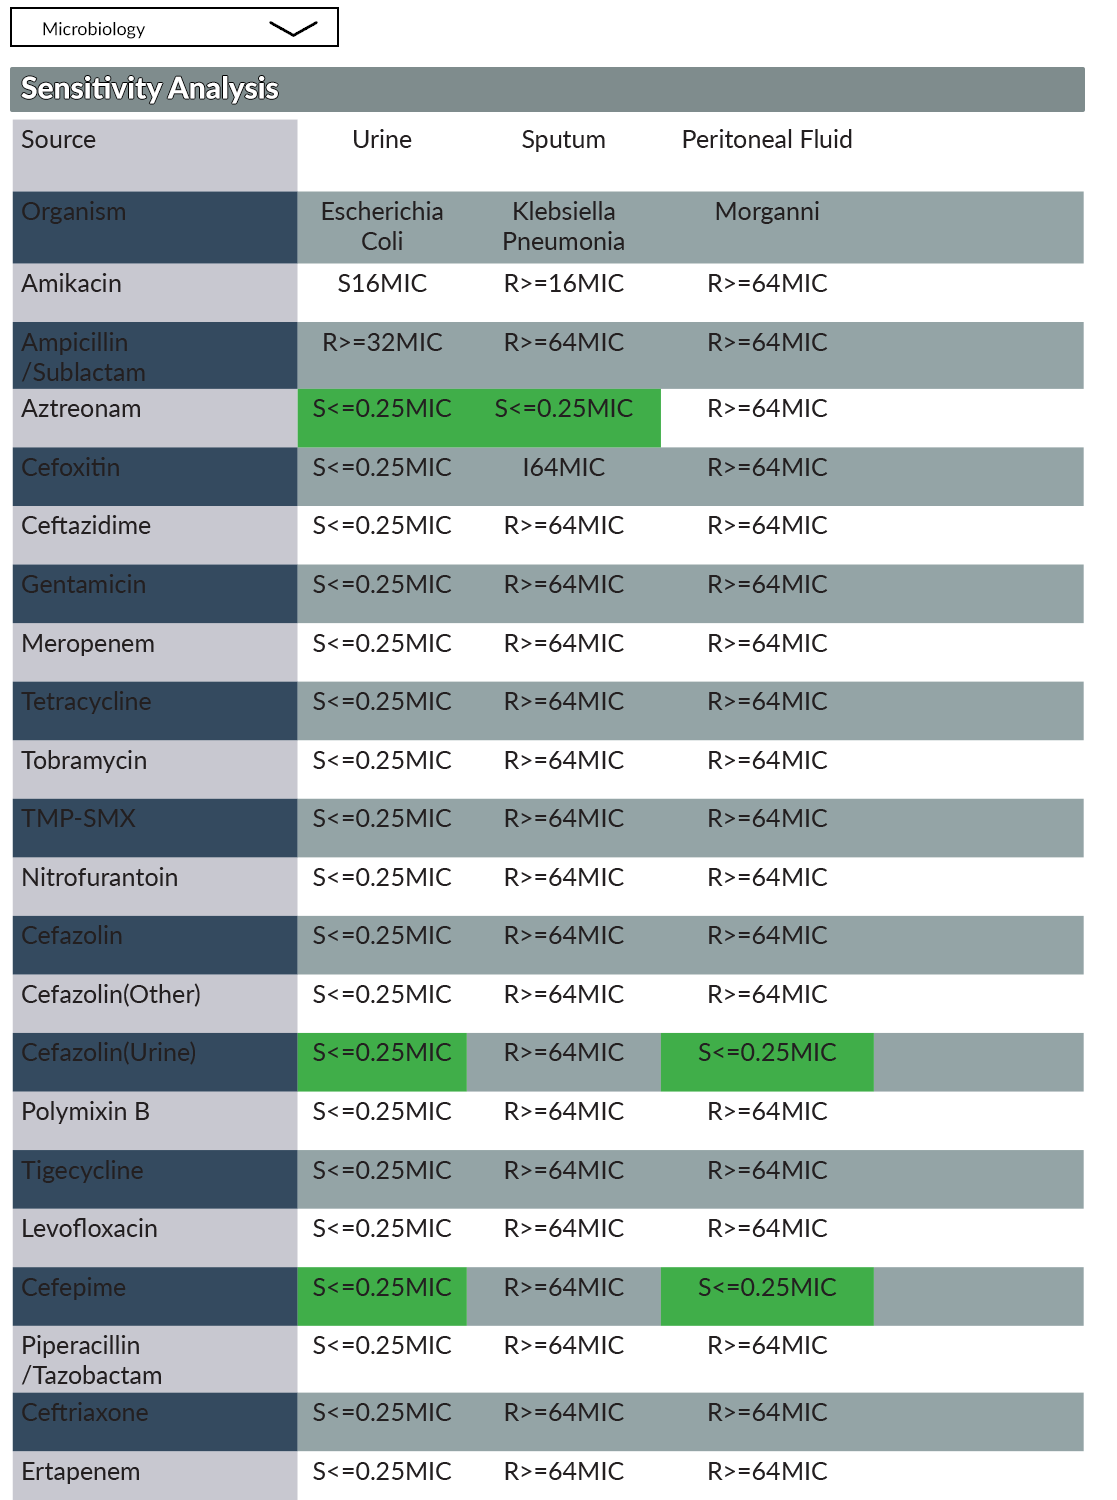 Microbiology
Sensitivity Analysis
Source Urine Sputum Peritoneal Fluid
Organism Escherichia Klebsiella Morganni
Coli Pneumonia
Amikacin S16MIC R>=16MIC R>=64MIC
Ampicillin R>=32MIC R>=64MIC R>=64MIC
/Sublactam
Aztreonam S<=0.25MIC S<=0.25MIC R>=64MIC
Cefoxitin S<=0.25MIC I64MIC R>=64MIC
Ceftazidime S<=0.25MIC R>=64MIC R>=64MIC
Gentamicin S<=0.25MIC R>=64MIC R>=64MIC
Meropenem S<=0.25MIC R>=64MIC R>=64MIC
Tetracycline S<=0.25MIC R>=64MIC R>=64MIC
Tobramycin S<=0.25MIC R>=64MIC R>=64MIC
TMP-SMX S<=0.25MIC R>=64MIC R>=64MIC
Nitrofurantoin S<=0.25MIC R>=64MIC R>=64MIC
Cefazolin S<=0.25MIC R>=64MIC R>=64MIC
Cefazolin(Other) S<=0.25MIC R>=64MIC R>=64MIC
Cefazolin(Urine) S<=0.25MIC R>=64MIC S<=0.25MIC
Polymixin B S<=0.25MIC R>=64MIC R>=64MIC
Tigecycline S<=0.25MIC R>=64MIC R>=64MIC
Levofloxacin S<=0.25MIC R>=64MIC R>=64MIC
Cefepime S<=0.25MIC R>=64MIC S<=0.25MIC
Piperacillin S<=0.25MIC R>=64MIC R>=64MIC
/Tazobactam
Ceftriaxone S<=0.25MIC R>=64MIC R>=64MIC
Ertapenem S<=0.25MIC R>=64MIC R>=64MIC